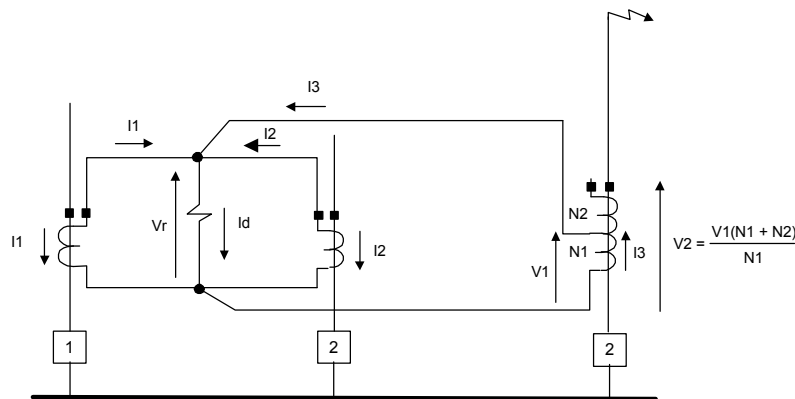 I3
I1
I2
I1
Vr
Id
I2
N2
N1
V1
I3
V2 = V1(N1 + N2)
N1
1
2
2